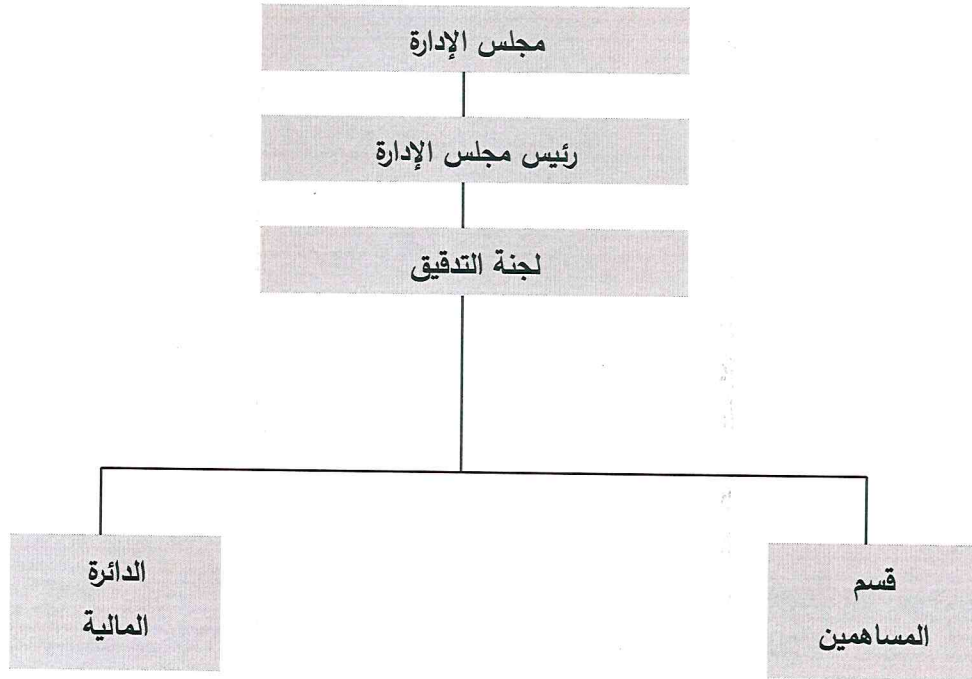 مجلس الإدارة
رئيس مجلس الإدارة
لجنة التدقيق
قسم
المساهمين
الدائرة
المالية